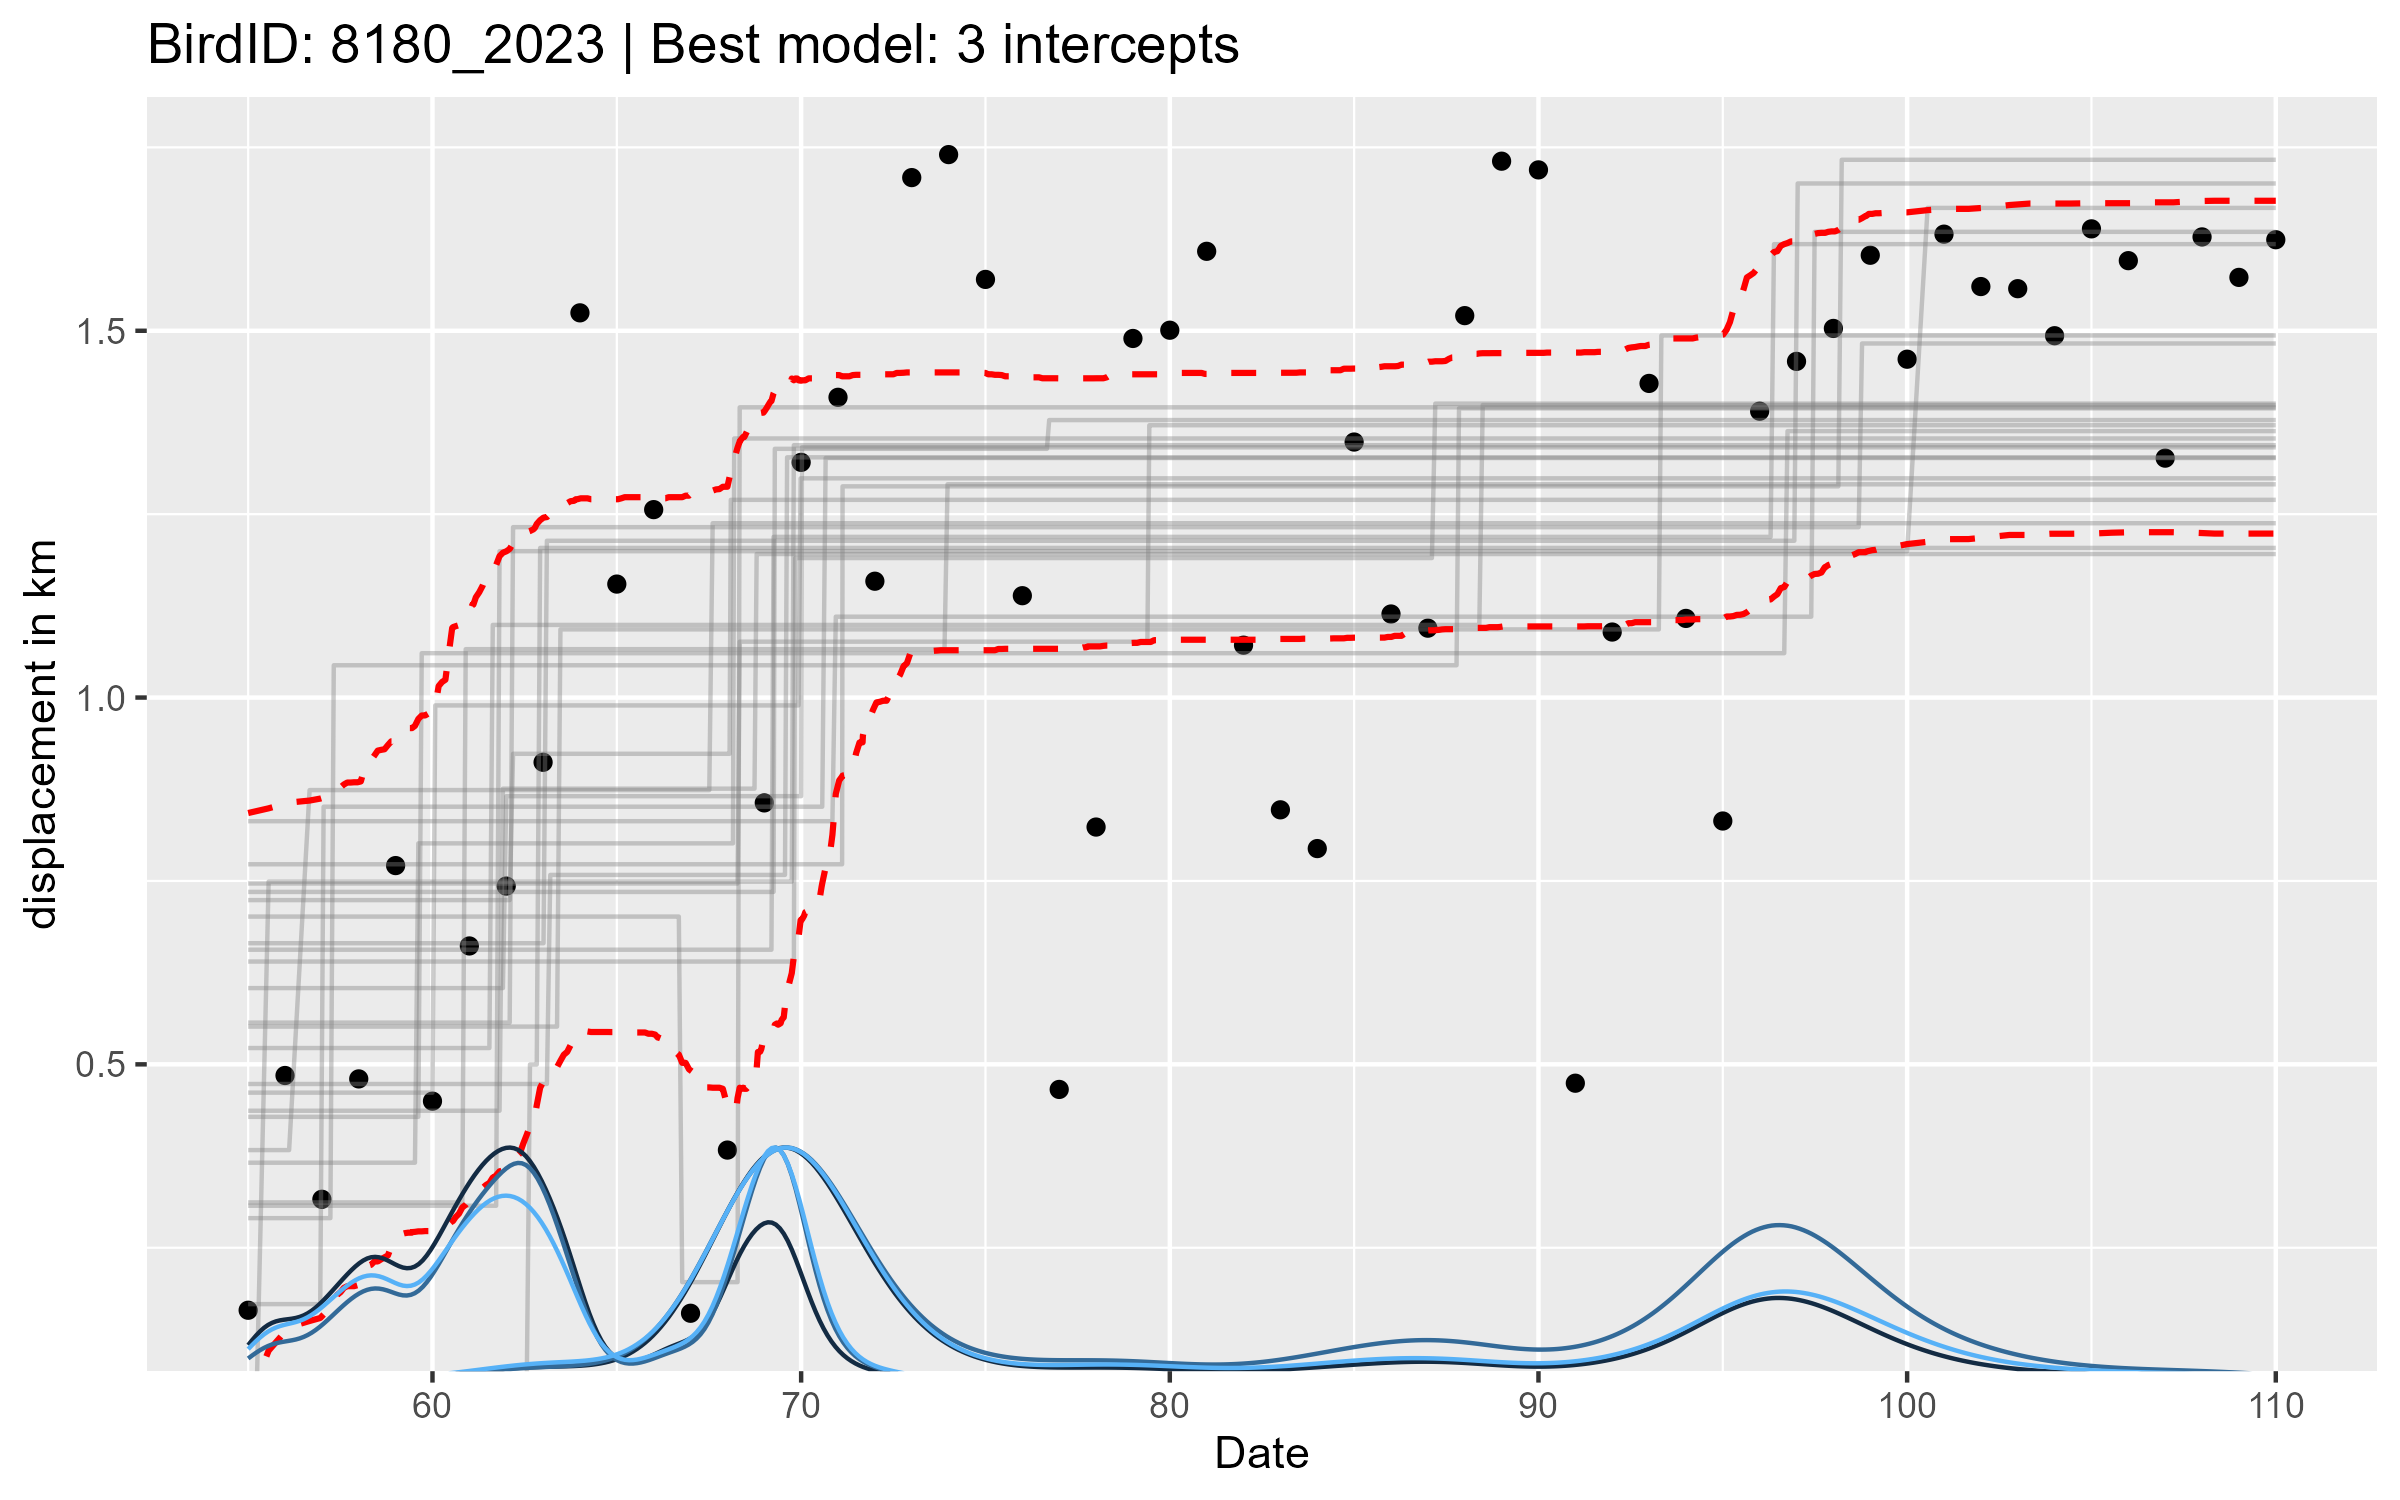 BirdID: 8180_2023 | Best model: 3 intercepts
displacement in km
1.5
1.0
0.5
60 70 80 90 100 110
Date